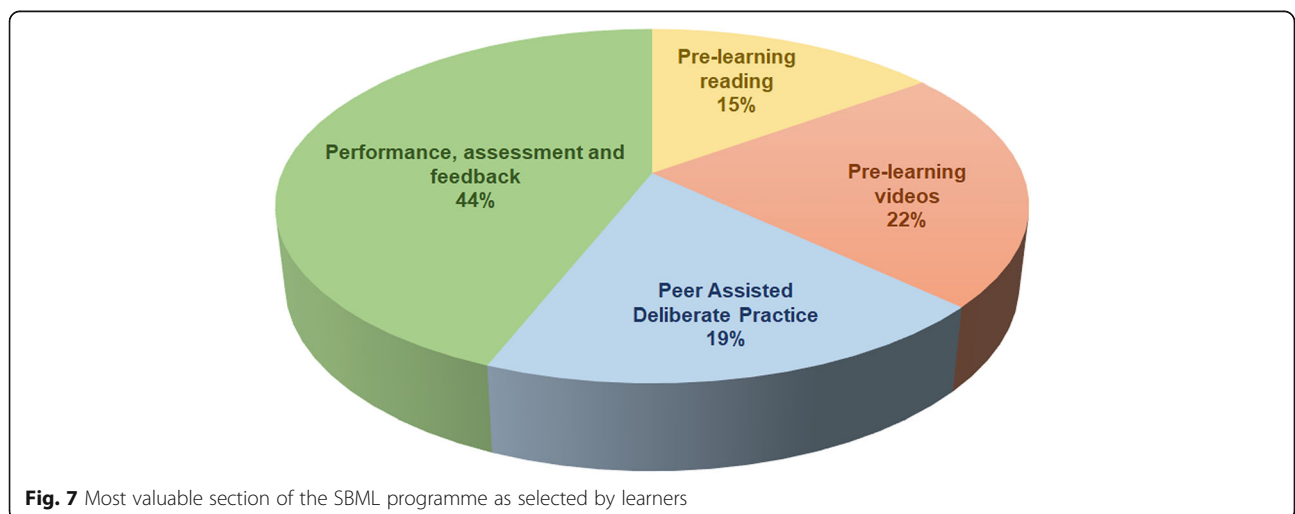 Pre-learning
reading
15%
Pre-learning
videos
22%
Peer Assisted
Deliberate Practice
19%
Performance, assessment and
feedback
44%
Fig. 7 Most valuable section of the SBML programme as selected by learners